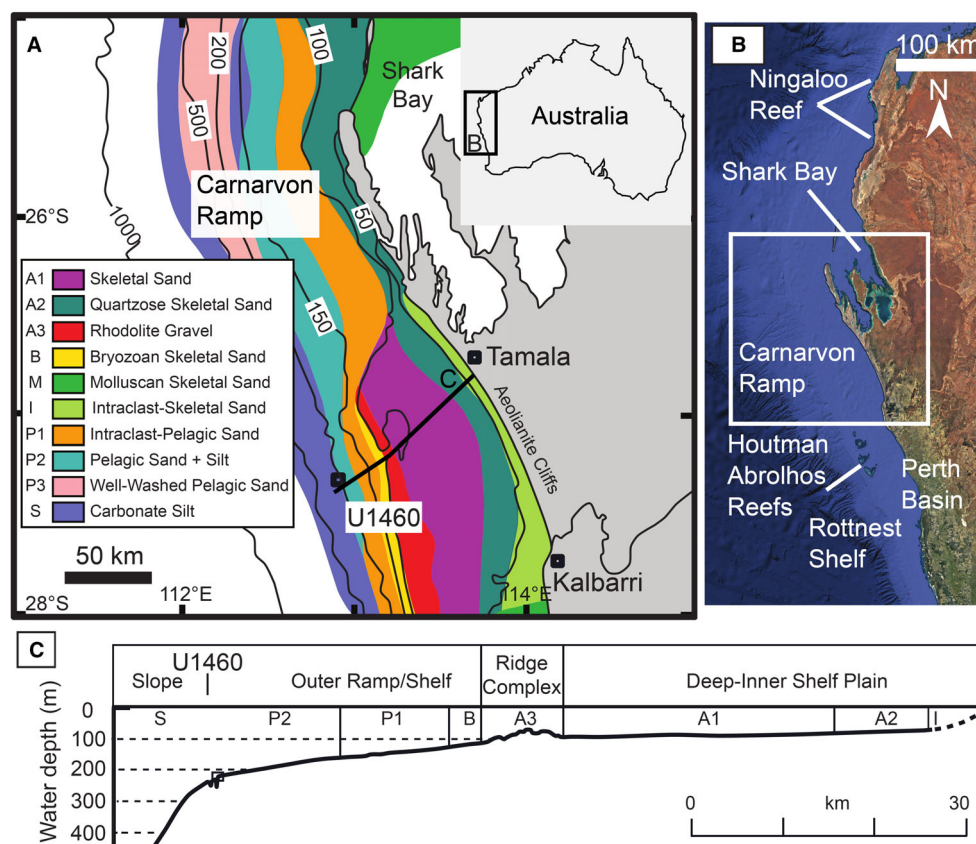 A
200
100
500
Shark
Bay
Australia
B
Carnarvon
Ramp
26°S
50
1000
150
A1 Skeletal Sand
A2 Quartzose Skeletal Sand
A3 Rhodolite Gravel
B Bryozoan Skeletal Sand
M Molluscan Skeletal Sand
I Intraclast-Skeletal Sand
P1 Intraclast-Pelagic Sand
P2 Pelagic Sand + Silt
P3 Well-Washed Pelagic Sand
S Carbonate Silt
Tamala
C
Aeolianite Cliffs
U1460
50 km
Kalbarri
28°S
112°E
114°E
B
100 km
Ningaloo
Reef
N
Shark Bay
Carnarvon
Ramp
Houtman
Abrolhos
Reefs
Perth
Basin
Rottnest
Shelf
C
U1460
Slope
Outer Ramp/Shelf
Ridge
Complex
Deep-Inner Shelf Plain
Water depth (m)
0
100
200
300
400
S P2 P1 B A3 A1 A2 I
0 km 30